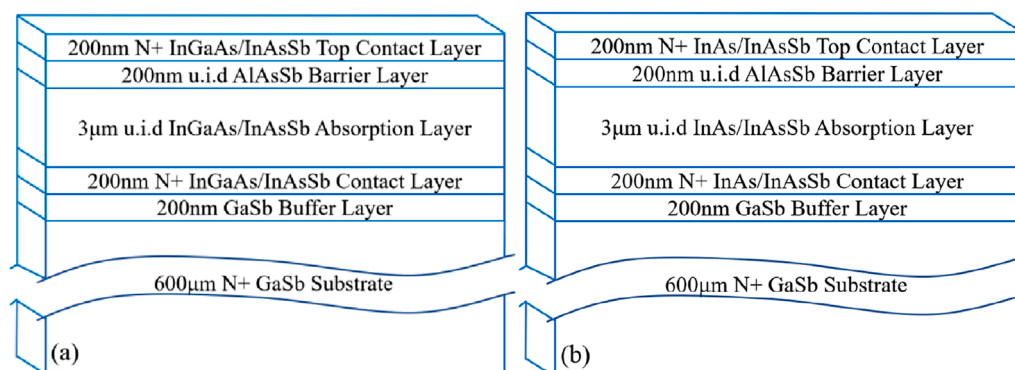 200nm N+ InGaAs/InAsSb Top Contact Layer
200nm u.i.d AlAsSb Barrier Layer
3μm u.i.d InGaAs/InAsSb Absorption Layer
200nm N+ InGaAs/InAsSb Contact Layer
200nm GaSb Buffer Layer
600μm N+ GaSb Substrate
(a)
200nm N+ InAs/InAsSb Top Contact Layer
200nm u.i.d AlAsSb Barrier Layer
3μm u.i.d InAs/InAsSb Absorption Layer
200nm N+ InAs/InAsSb Contact Layer
200nm GaSb Buffer Layer
600μm N+ GaSb Substrate
(b)